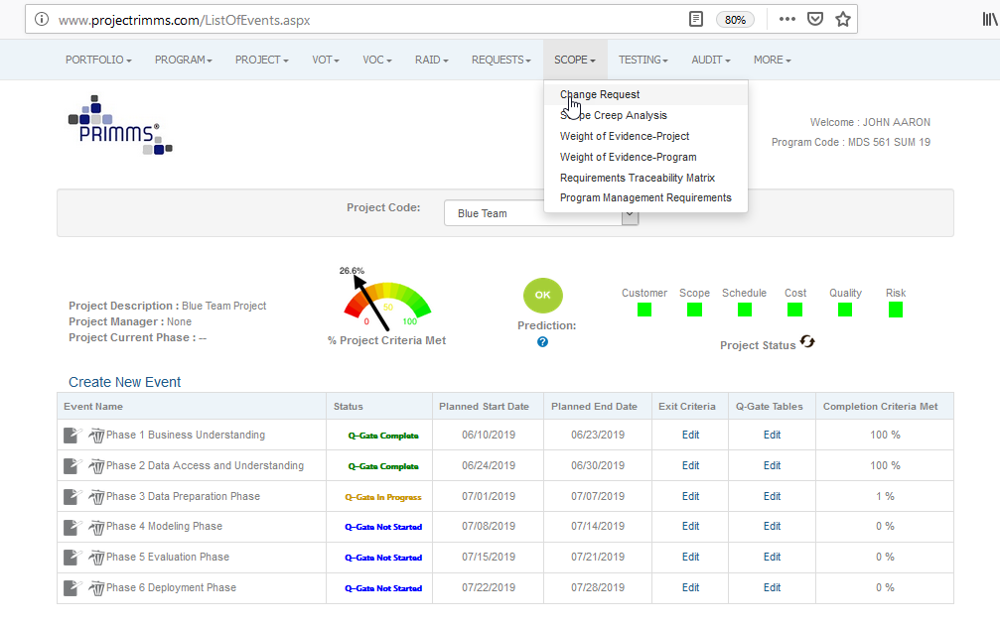 www.projectrimms.com/ListOfEvents.aspx 80%
PORTFOLIO PROGRAM PROJECT VOT VOC RAID REQUESTS SCOPE TESTING AUDIT MORE
Change Request
Scope Creep Analysis
Weight of Evidence-Project
Weight of Evidence-Program
Requirements Traceability Matrix
Program Management Requirements
PRIMMS®
Welcome : JOHN AARON
Program Code : MDS 561 SUM 19
Project Code: Blue Team
Project Description : Blue Team Project
Project Manager : None
Project Current Phase : --
26.6%
0 50 100
% Project Criteria Met
OK
Prediction:
?
Customer Scope Schedule Cost Quality Risk
Project Status
Create New Event
Event Name Status Planned Start Date Planned End Date Exit Criteria Q-Gate Tables Completion Criteria Met
Phase 1 Business Understanding Q-Gate Complete 06/10/2019 06/23/2019 Edit Edit 100 %
Phase 2 Data Access and Understanding Q-Gate Complete 06/24/2019 06/30/2019 Edit Edit 100 %
Phase 3 Data Preparation Phase Q-Gate In Progress 07/01/2019 07/07/2019 Edit Edit 1 %
Phase 4 Modeling Phase Q-Gate Not Started 07/08/2019 07/14/2019 Edit Edit 0 %
Phase 5 Evaluation Phase Q-Gate Not Started 07/15/2019 07/21/2019 Edit Edit 0 %
Phase 6 Deployment Phase Q-Gate Not Started 07/22/2019 07/28/2019 Edit Edit 0 %